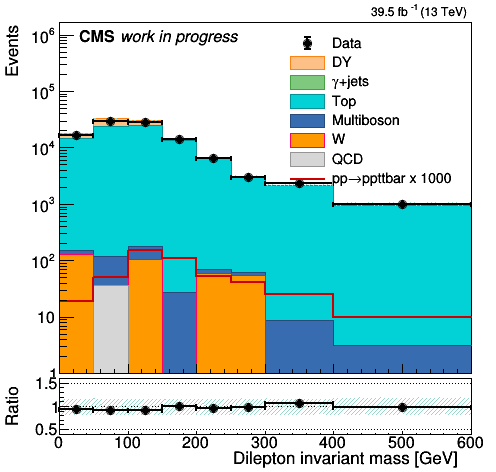 39.5 fb⁻¹ (13 TeV)
CMS work in progress
Events
10⁶
10⁵
10⁴
10³
10²
10
1
Data
DY
γ+jets
Top
Multiboson
W
QCD
pp→ppttbar x 1000
Ratio
1.5
1
0.5
0 100 200 300 400 500 600
Dilepton invariant mass [GeV]